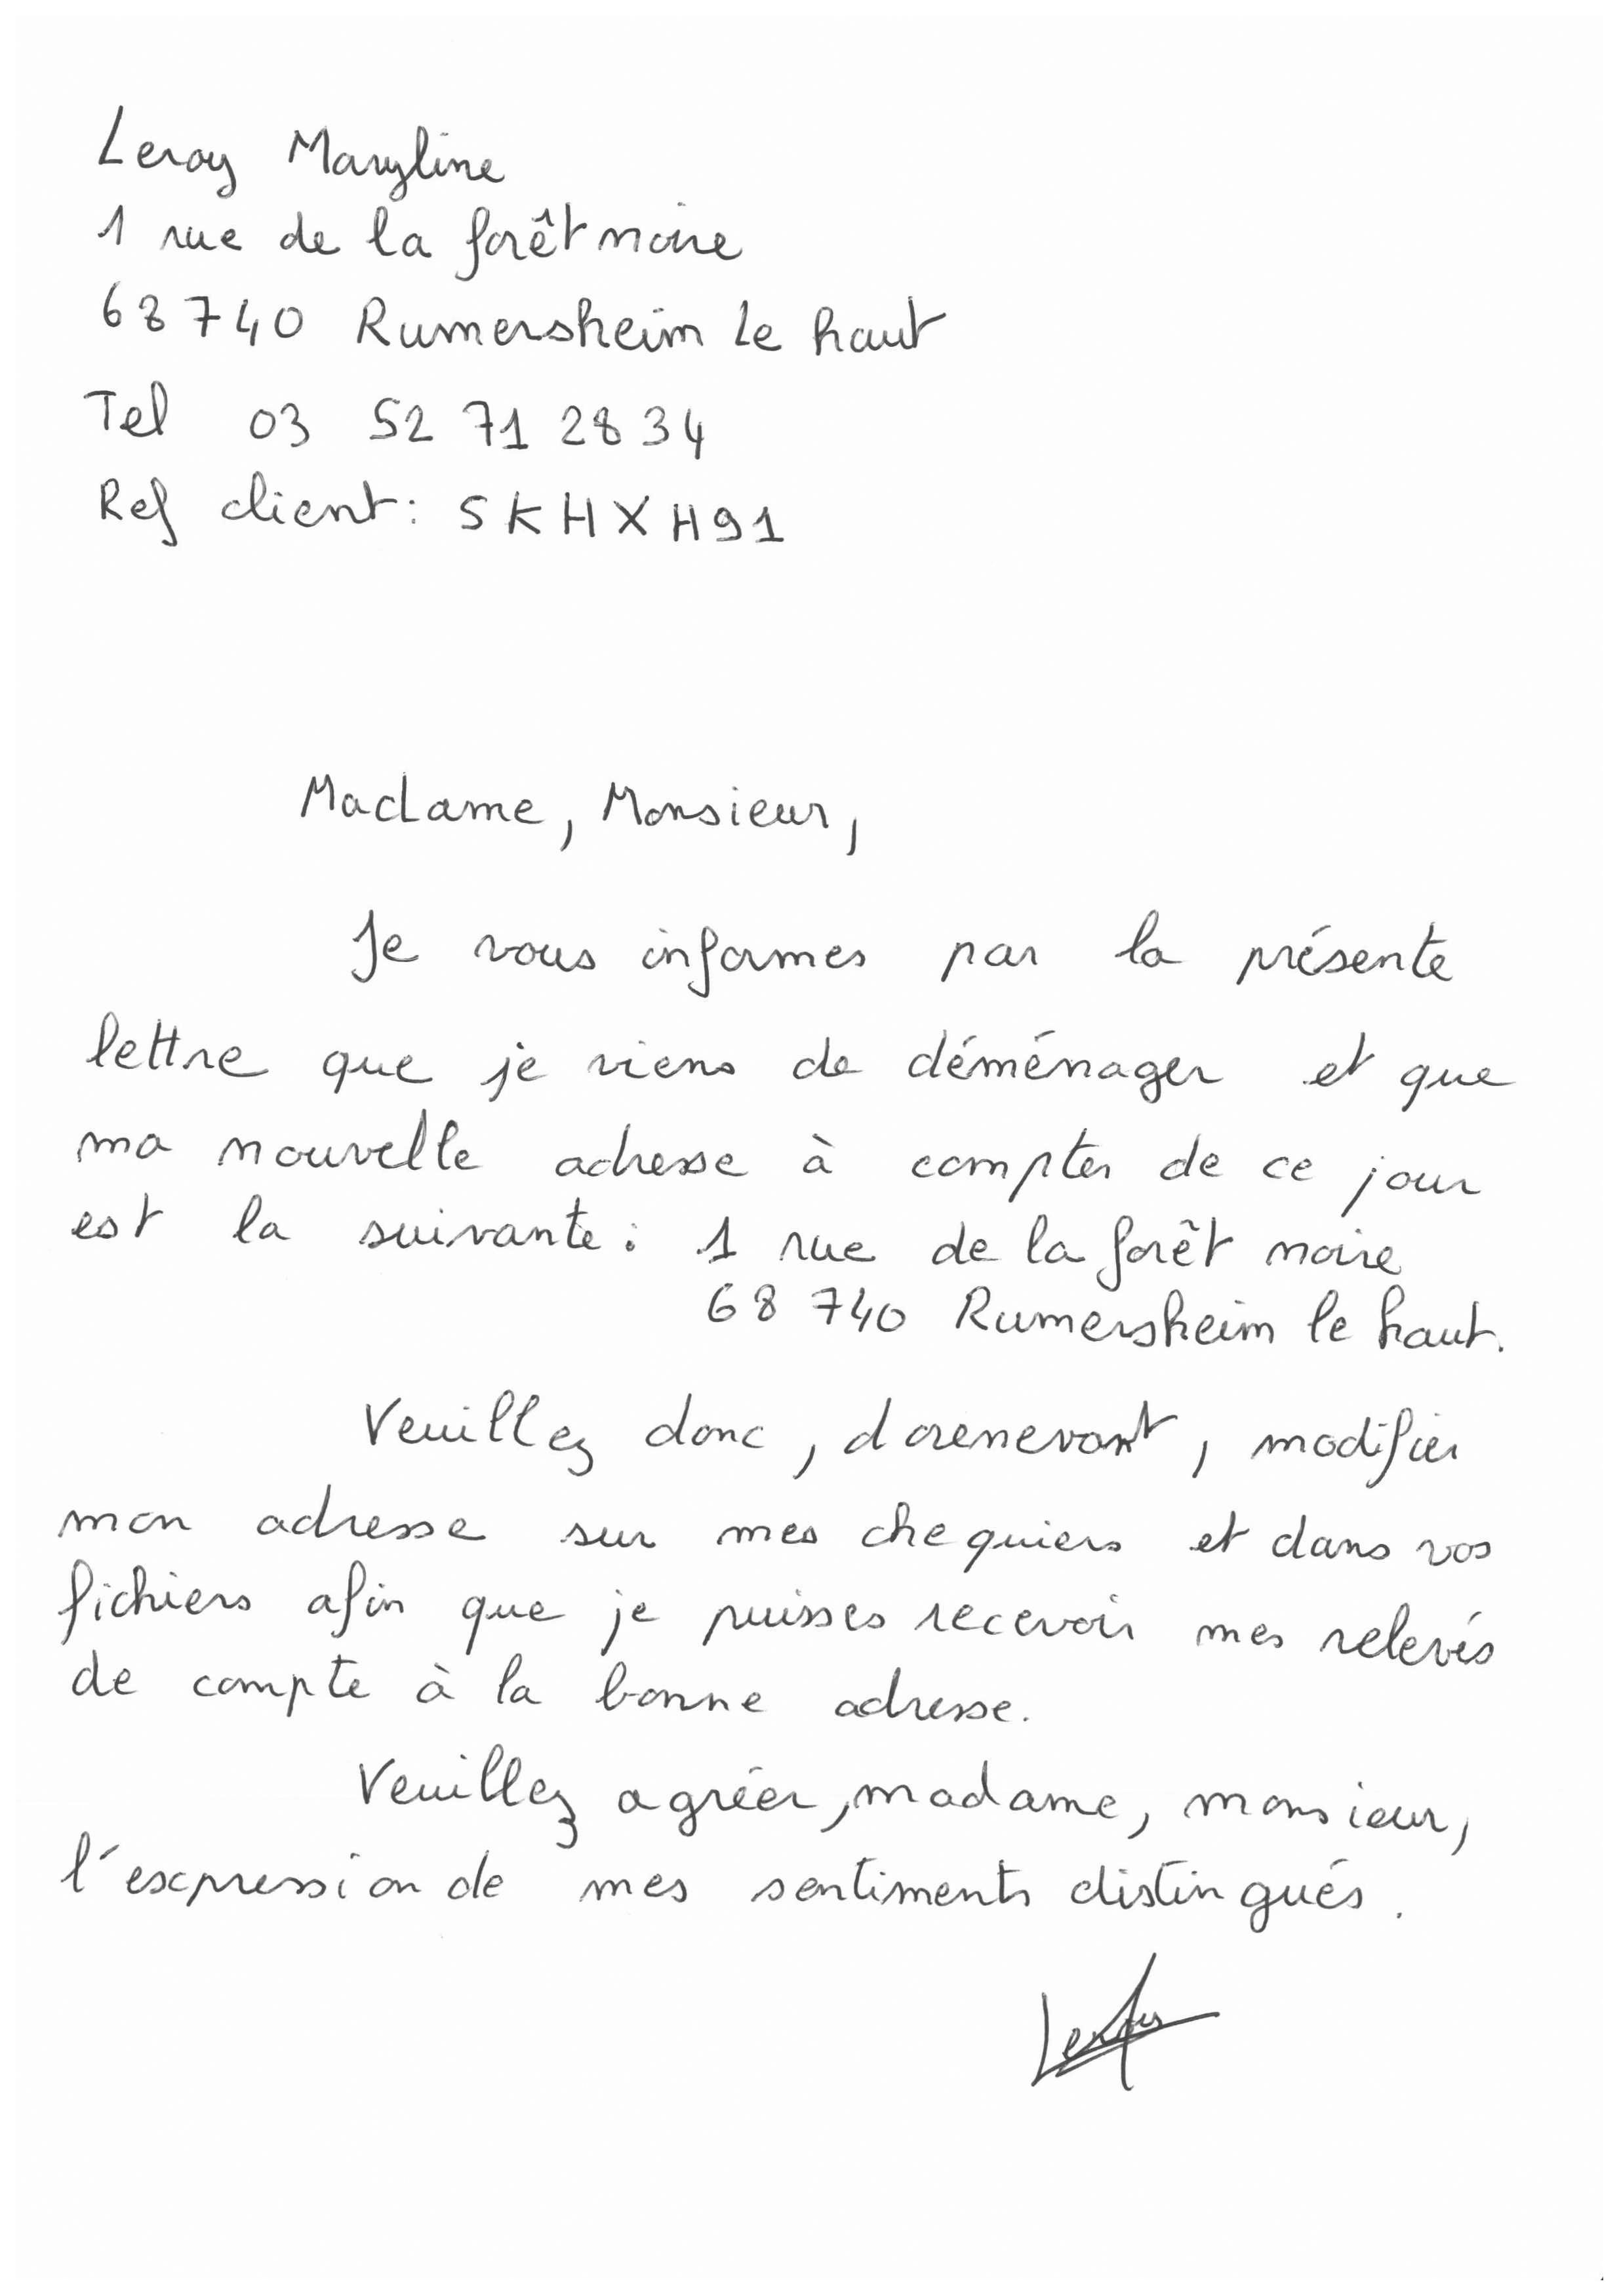 Leroy Maryline
1 rue de la forêt noire
68740 Rumersheim Le haut
Tel 03 52 71 28 34
Ref client : SKHXH91
Madame, Monsieur,
Je vous informes par la présente
lettre que je viens de déménager et que
ma nouvelle adresse à compter de ce jour
est la suivante : 1 rue de la forêt noire
68 740 Rumersheim le haut.
Veuillez donc, dorenevant, modifier
mon adresse sur mes chequiers et dans vos
fichiers afin que je puisses recevoir mes relevés
de compte à la bonne adresse.
Veuillez agréer, madame, monsieur,
l'expression de mes sentiments distingués.
Leroy